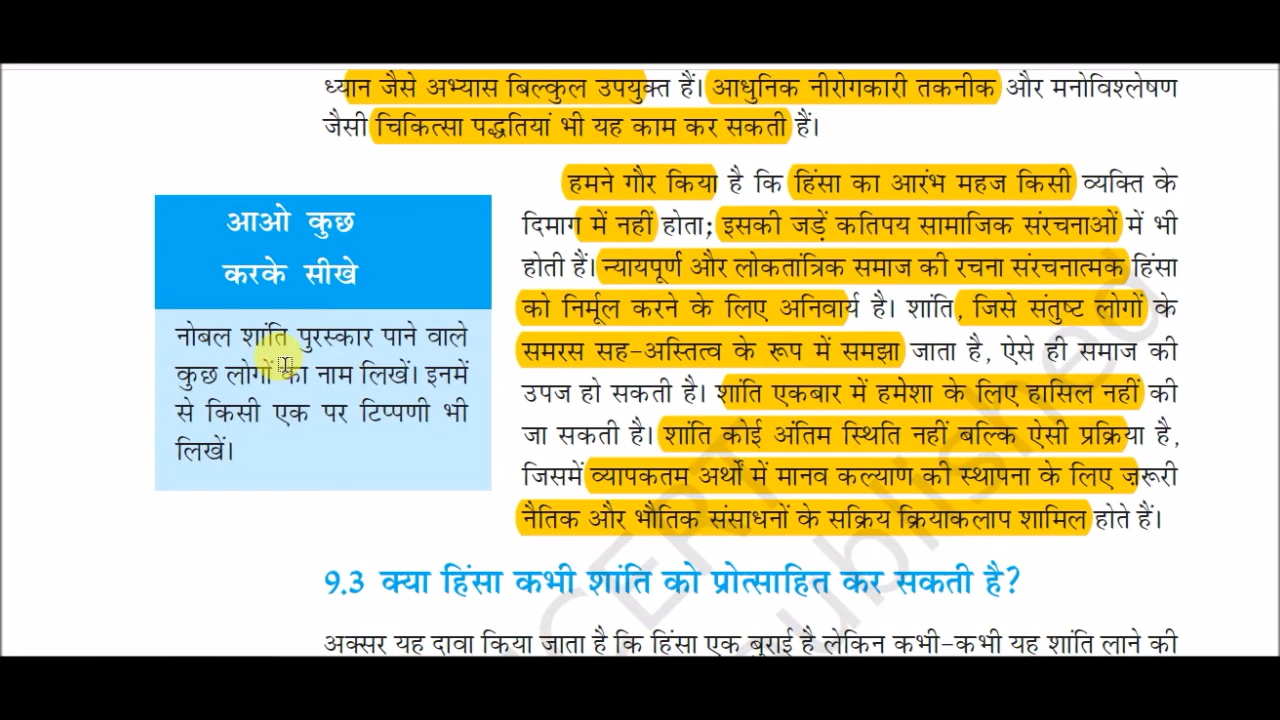 ध्यान जैसे अभ्यास बिल्कुल उपयुक्त हैं। आधुनिक नीरोगकारी तकनीक और मनोविश्लेषण
जैसी चिकित्सा पद्धतियां भी यह काम कर सकती हैं।
हमने गौर किया है कि हिंसा का आरंभ महज किसी व्यक्ति के
दिमाग में नहीं होता; इसकी जड़ें कतिपय सामाजिक संरचनाओं में भी
होती हैं। न्यायपूर्ण और लोकतांत्रिक समाज की रचना संरचनात्मक हिंसा
को निर्मूल करने के लिए अनिवार्य है। शांति, जिसे संतुष्ट लोगों के
समरस सह-अस्तित्व के रूप में समझा जाता है, ऐसे ही समाज की
उपज हो सकती है। शांति एकबार में हमेशा के लिए हासिल नहीं की
जा सकती है। शांति कोई अंतिम स्थिति नहीं बल्कि ऐसी प्रक्रिया है,
जिसमें व्यापकतम अर्थों में मानव कल्याण की स्थापना के लिए ज़रूरी
नैतिक और भौतिक संसाधनों के सक्रिय क्रियाकलाप शामिल होते हैं।
आओ कुछ
करके सीखे
नोबल शांति पुरस्कार पाने वाले
कुछ लोगों का नाम लिखें। इनमें
से किसी एक पर टिप्पणी भी
लिखें।
9.3 क्या हिंसा कभी शांति को प्रोत्साहित कर सकती है?
अक्सर यह दावा किया जाता है कि हिंसा एक बुराई है लेकिन कभी-कभी यह शांति लाने की